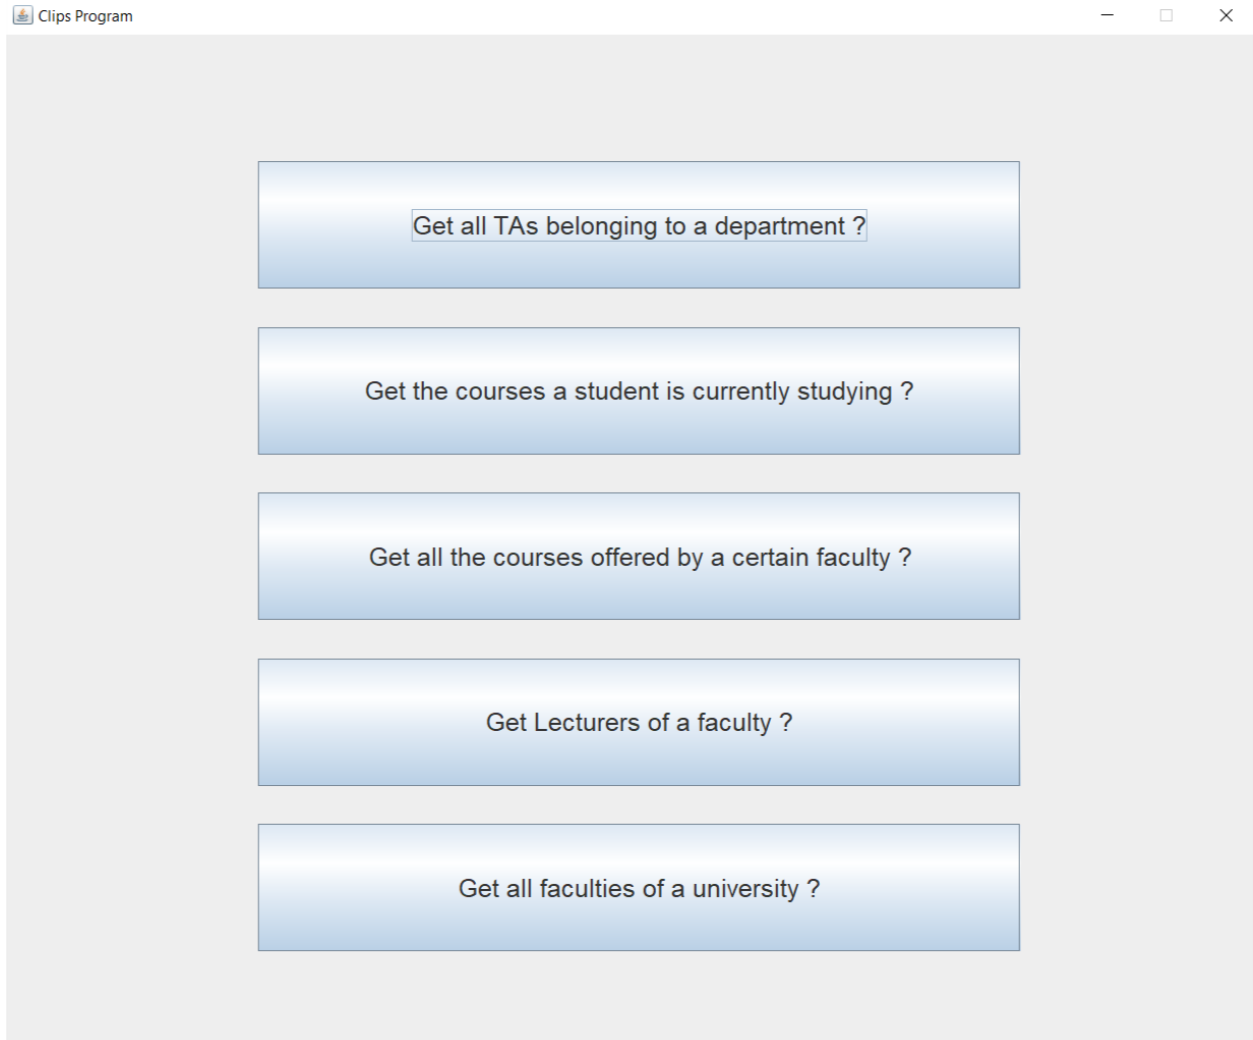 Clips Program
Get all TAs belonging to a department ?
Get the courses a student is currently studying ?
Get all the courses offered by a certain faculty ?
Get Lecturers of a faculty ?
Get all faculties of a university ?